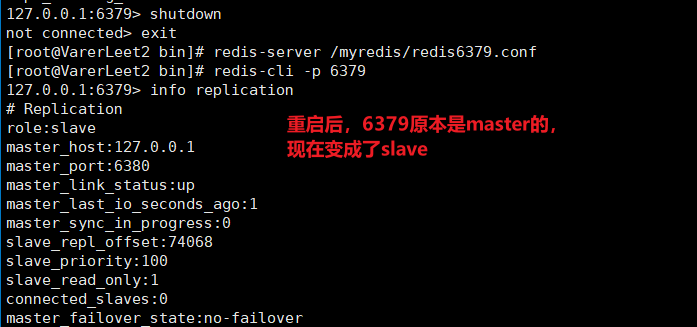 127.0.0.1:6379> shutdown
not connected> exit
[root@VarerLeet2 bin]# redis-server /myredis/redis6379.conf
[root@VarerLeet2 bin]# redis-cli -p 6379
127.0.0.1:6379> info replication
# Replication
role:slave
重启后，6379原本是master的，
现在变成了slave
master_host:127.0.0.1
master_port:6380
master_link_status:up
master_last_io_seconds_ago:1
master_sync_in_progress:0
slave_repl_offset:74068
slave_priority:100
slave_read_only:1
connected_slaves:0
master_failover_state:no-failover